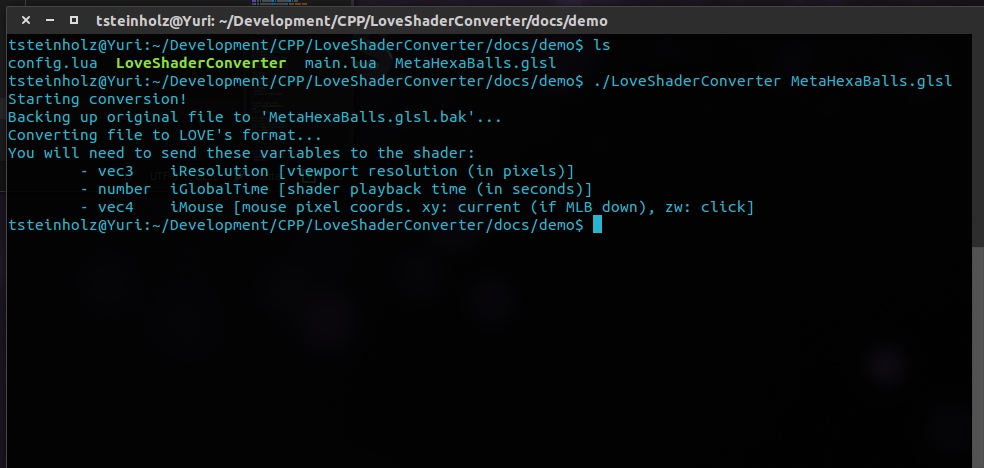 tsteinholz@Yuri: ~/Development/CPP/LoveShaderConverter/docs/demo
tsteinholz@Yuri:~/Development/CPP/LoveShaderConverter/docs/demo$ ls
config.lua  LoveShaderConverter  main.lua  MetaHexaBalls.glsl
tsteinholz@Yuri:~/Development/CPP/LoveShaderConverter/docs/demo$ ./LoveShaderConverter MetaHexaBalls.glsl
Starting conversion!
Backing up original file to 'MetaHexaBalls.glsl.bak'...
Converting file to LOVE's format...
You will need to send these variables to the shader:
        - vec3    iResolution [viewport resolution (in pixels)]
        - number  iGlobalTime [shader playback time (in seconds)]
        - vec4    iMouse [mouse pixel coords. xy: current (if MLB down), zw: click]
tsteinholz@Yuri:~/Development/CPP/LoveShaderConverter/docs/demo$